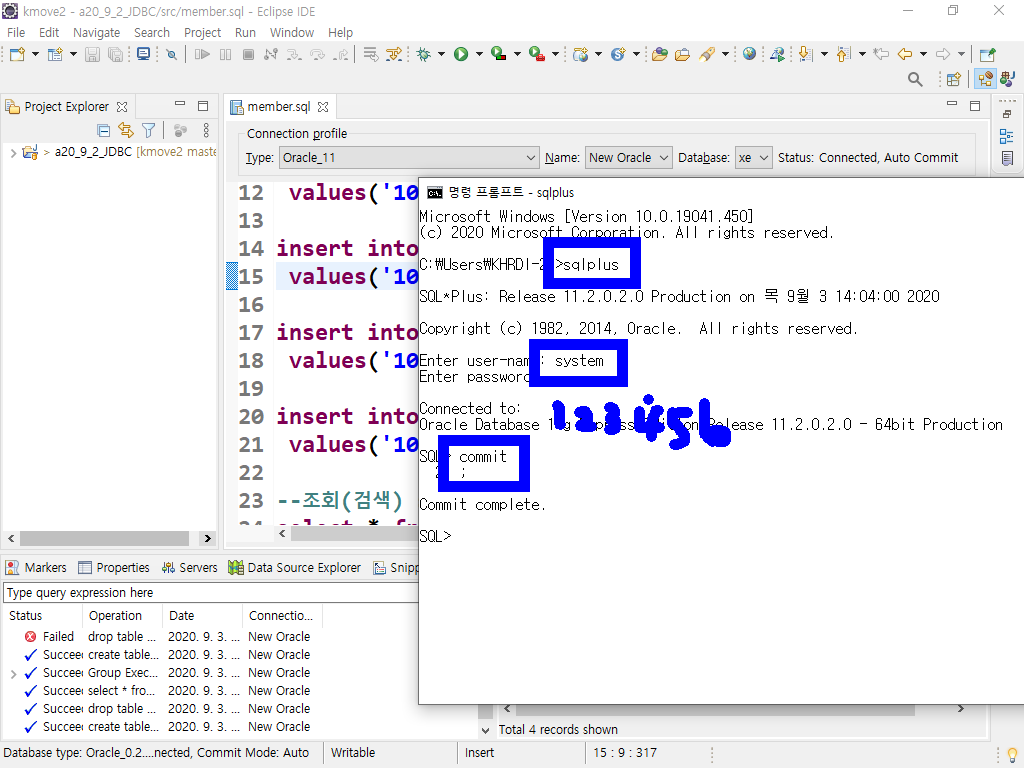 kmove2 - a20_9_2_JDBC/src/member.sql - Eclipse IDE
File Edit Navigate Search Project Run Window Help
Project Explorer
> a20_9_2_JDBC [kmove2 maste
member.sql
Connection profile
Type: Oracle_11 Name: New Oracle Database: xe Status: Connected, Auto Commit
12 values('10
13
14 insert into
15 values('10
16
17 insert into
18 values('10
19
20 insert into
21 values('10
22
23 --조회(검색)
24 select * fr
명령 프롬프트 - sqlplus
Microsoft Windows [Version 10.0.19041.450]
(c) 2020 Microsoft Corporation. All rights reserved.
C:\Users\KHRDI-2>sqlplus
SQL*Plus: Release 11.2.0.2.0 Production on 목 9월 3 14:04:00 2020
Copyright (c) 1982, 2014, Oracle. All rights reserved.
Enter user-name: system
Enter password
123456
Connected to:
Oracle Database Release 11.2.0.2.0 - 64bit Production
SQL> commit
2 ;
Commit complete.
SQL>
Markers Properties Servers Data Source Explorer Snipp
Type query expression here
Status Operation Date Connectio...
Failed drop table ... 2020. 9. 3. ... New Oracle
Succee create table... 2020. 9. 3. ... New Oracle
Succee Group Exec... 2020. 9. 3. ... New Oracle
Succee select * fro... 2020. 9. 3. ... New Oracle
Succee drop table ... 2020. 9. 3. ... New Oracle
Succee create table... 2020. 9. 3. ... New Oracle
Total 4 records shown
Database type: Oracle_0.2....nected, Commit Mode: Auto Writable Insert 15 : 9 : 317